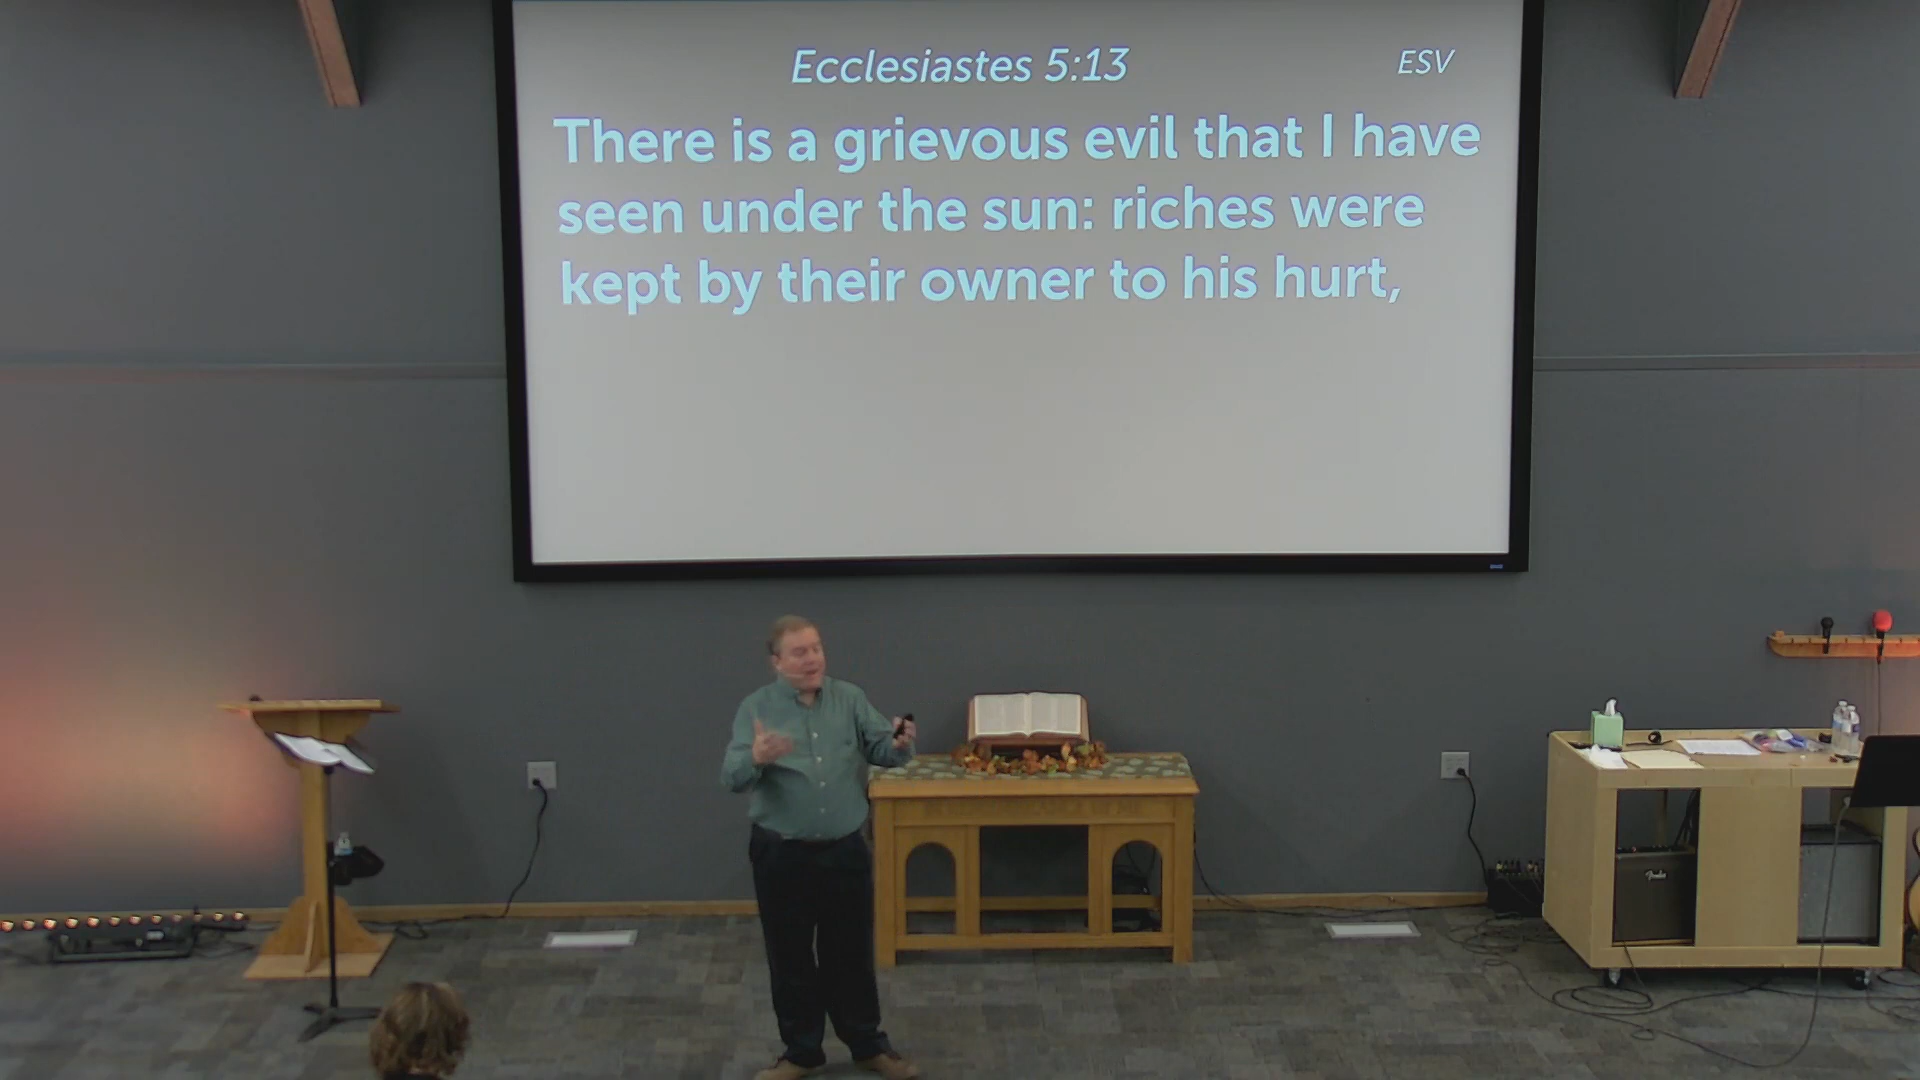 Ecclesiastes 5:13
ESV
There is a grievous evil that I have
seen under the sun: riches were
kept by their owner to his hurt,
Fender